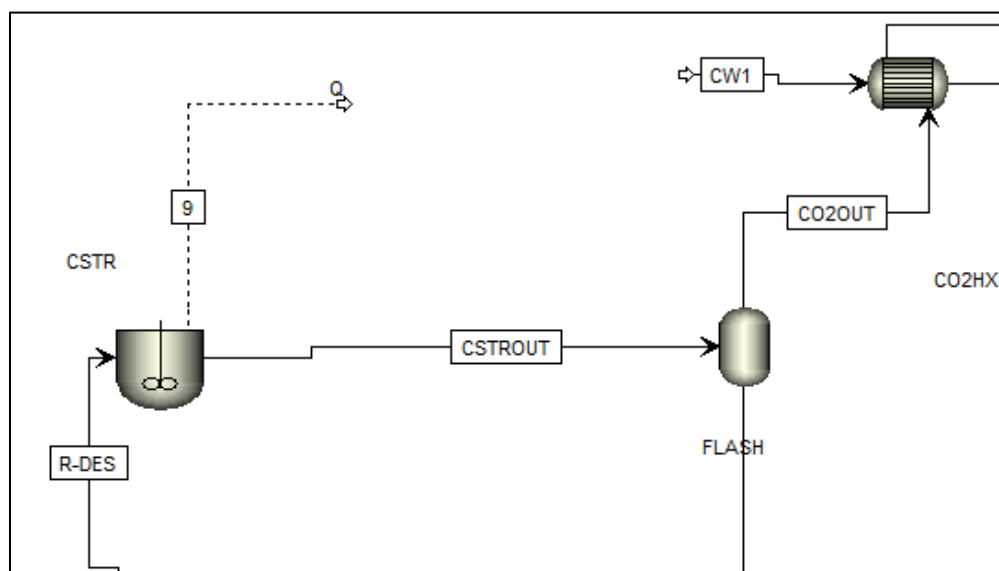 CW1
Q
9
CO2OUT
CSTR
CO2HX
CSTROUT
FLASH
R-DES